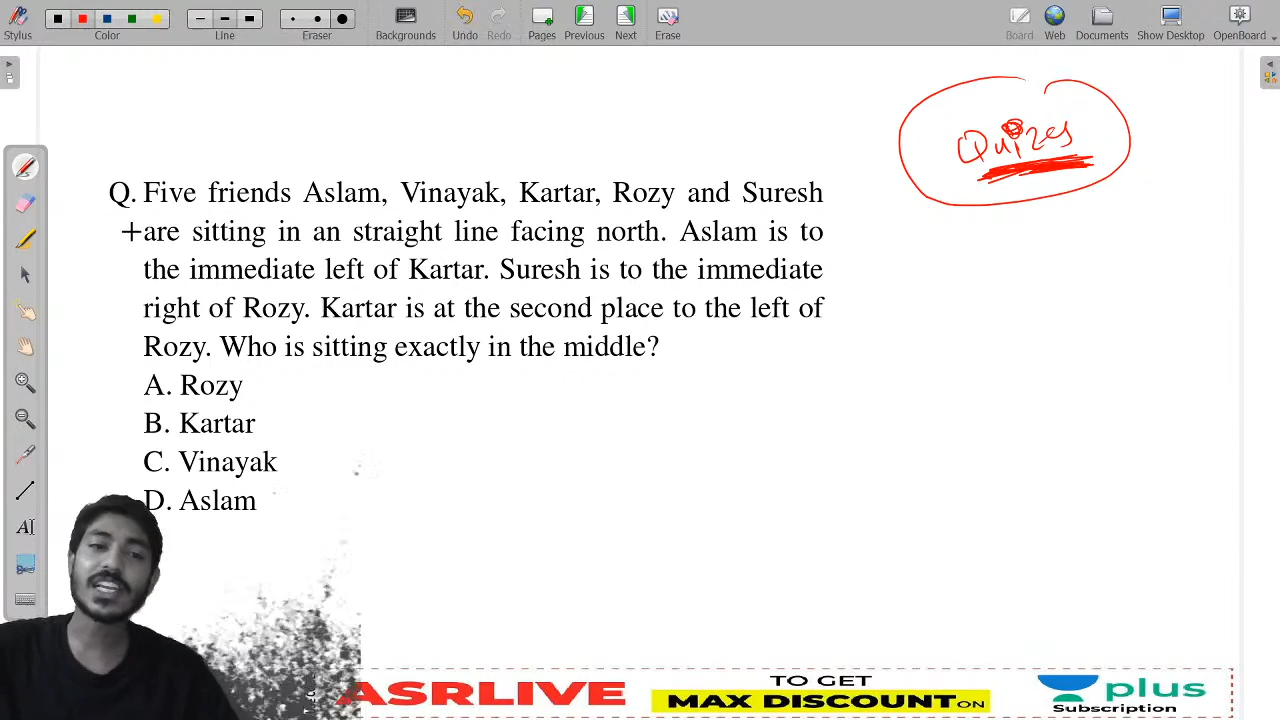 Stylus
Color
Line
Eraser
Backgrounds
Undo
Redo
Pages
Previous
Next
Erase
Board
Web
Documents
Show Desktop
OpenBoard
Quizes
Q. Five friends Aslam, Vinayak, Kartar, Rozy and Suresh
+are sitting in an straight line facing north. Aslam is to
the immediate left of Kartar. Suresh is to the immediate
right of Rozy. Kartar is at the second place to the left of
Rozy. Who is sitting exactly in the middle?
A. Rozy
B. Kartar
C. Vinayak
D. Aslam
AI
ASRLIVE
TO GET
MAX DISCOUNT ON
plus
Subscription